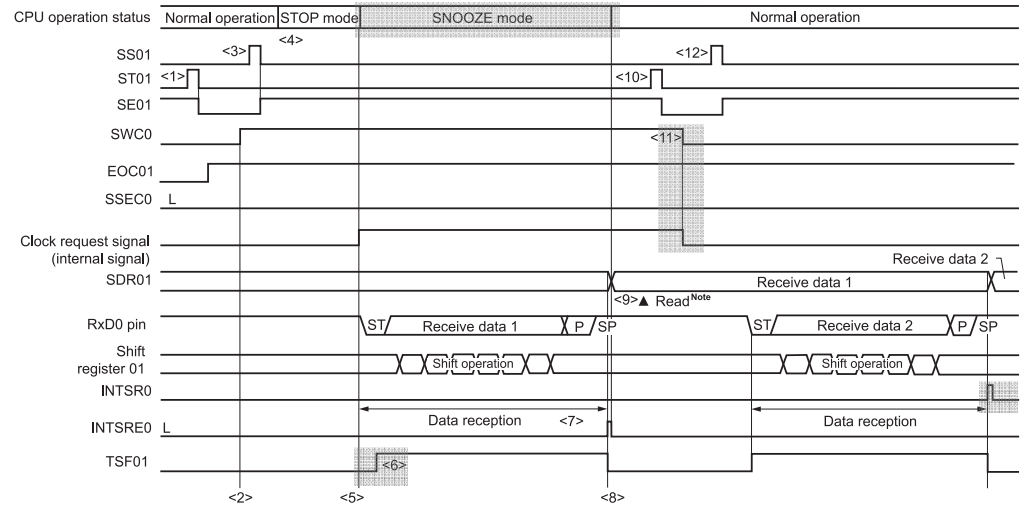 CPU operation status Normal operation STOP mode SNOOZE mode Normal operation
<4>
SS01 <3> <12>
ST01 <1> <10>
SE01
SWC0 <11>
EOC01
SSEC0 L
Clock request signal
(internal signal)
Receive data 2
SDR01 Receive data 1
<9>▲ Read Note
RxD0 pin ST Receive data 1 P SP ST Receive data 2 P SP
Shift
register 01 Shift operation Shift operation
INTSR0
Data reception <7> Data reception
INTSRE0 L
TSF01 <6>
<2> <5> <8>